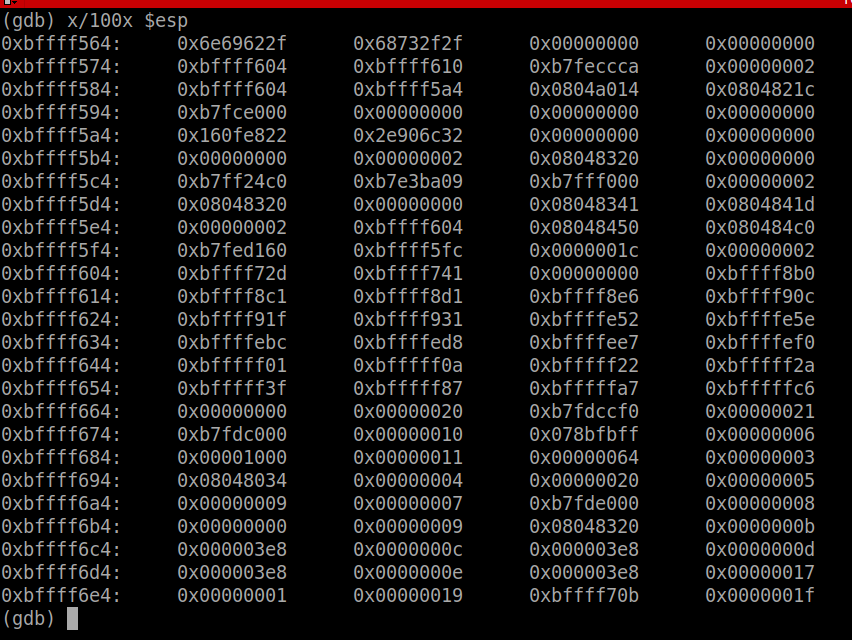 (gdb) x/100x $esp
0xbffff564: 0x6e69622f 0x68732f2f 0x00000000 0x00000000
0xbffff574: 0xbffff604 0xbffff610 0xb7feccca 0x00000002
0xbffff584: 0xbffff604 0xbffff5a4 0x0804a014 0x0804821c
0xbffff594: 0xb7fce000 0x00000000 0x00000000 0x00000000
0xbffff5a4: 0x160fe822 0x2e906c32 0x00000000 0x00000000
0xbffff5b4: 0x00000000 0x00000002 0x08048320 0x00000000
0xbffff5c4: 0xb7ff24c0 0xb7e3ba09 0xb7fff000 0x00000002
0xbffff5d4: 0x08048320 0x00000000 0x08048341 0x0804841d
0xbffff5e4: 0x00000002 0xbffff604 0x08048450 0x080484c0
0xbffff5f4: 0xb7fed160 0xbffff5fc 0x0000001c 0x00000002
0xbffff604: 0xbffff72d 0xbffff741 0x00000000 0xbffff8b0
0xbffff614: 0xbffff8c1 0xbffff8d1 0xbffff8e6 0xbffff90c
0xbffff624: 0xbffff91f 0xbffff931 0xbffffe52 0xbffffe5e
0xbffff634: 0xbffffebc 0xbffffed8 0xbffffee7 0xbffffef0
0xbffff644: 0xbfffff01 0xbfffff0a 0xbfffff22 0xbfffff2a
0xbffff654: 0xbfffff3f 0xbfffff87 0xbfffffa7 0xbfffffc6
0xbffff664: 0x00000000 0x00000020 0xb7fdccf0 0x00000021
0xbffff674: 0xb7fdc000 0x00000010 0x078bfbff 0x00000006
0xbffff684: 0x00001000 0x00000011 0x00000064 0x00000003
0xbffff694: 0x08048034 0x00000004 0x00000020 0x00000005
0xbffff6a4: 0x00000009 0x00000007 0xb7fde000 0x00000008
0xbffff6b4: 0x00000000 0x00000009 0x08048320 0x0000000b
0xbffff6c4: 0x000003e8 0x0000000c 0x000003e8 0x0000000d
0xbffff6d4: 0x000003e8 0x0000000e 0x000003e8 0x00000017
0xbffff6e4: 0x00000001 0x00000019 0xbffff70b 0x0000001f
(gdb)